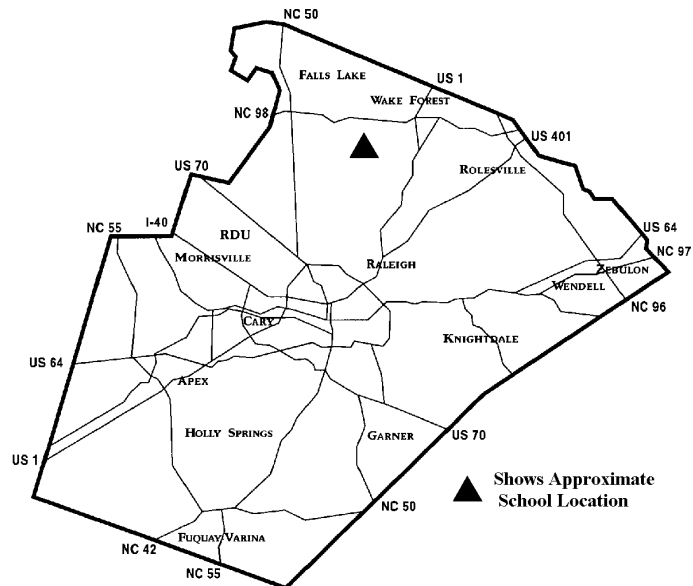 NC 50
FALLS LAKE
US 1
WAKE FOREST
NC 98
US 401
US 70
ROLESVILLE
NC 55
I-40
RDU
US 64
MORRISVILLE
RALEIGH
NC 97
ZEBULON
WENDELL
NC 96
CARY
KNIGHTDALE
US 64
APEX
HOLLY SPRINGS
GARNER
US 70
US 1
Shows Approximate
School Location
NC 50
FUQUAY VARINA
NC 42
NC 55